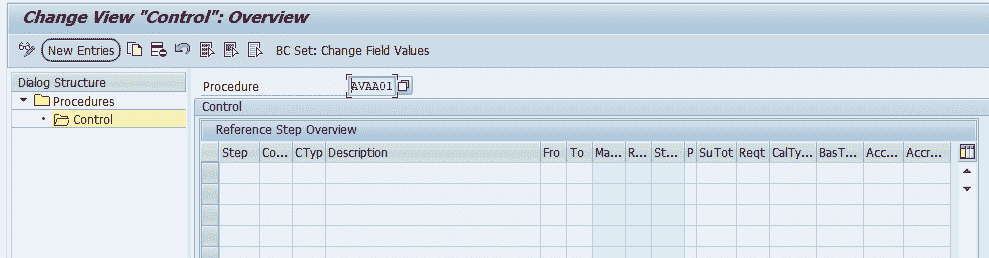 Change View "Control": Overview
New Entries BC Set: Change Field Values
Dialog Structure
Procedures
Control
Procedure AVAA01
Control
Reference Step Overview
Step Co... CTyp Description Fro To Ma... R... St... P SuTot Reqt CalTy... BasT... Acc... Accr...